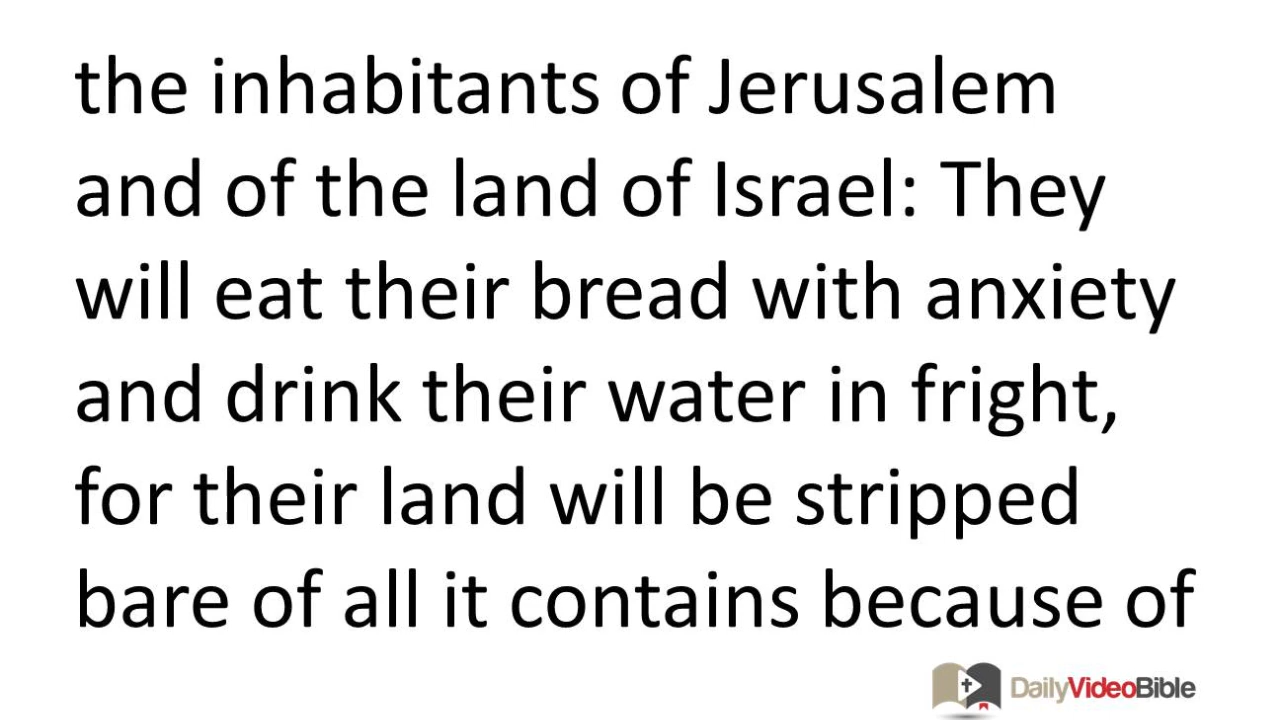 the inhabitants of Jerusalem
and of the land of Israel: They
will eat their bread with anxiety
and drink their water in fright,
for their land will be stripped
bare of all it contains because of
DailyVideoBible